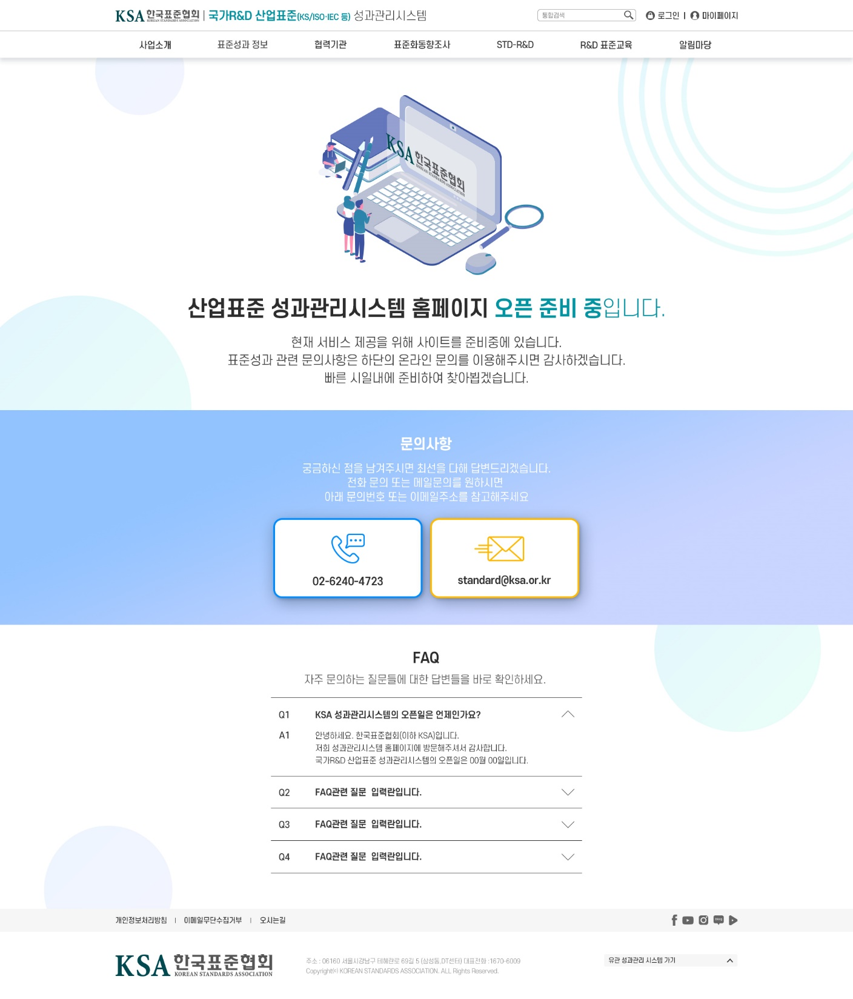 KSA 한국표준협회 KOREAN STANDARDS ASSOCIATION | 국가R&D 산업표준(KS/ISO·IEC 등) 성과관리시스템
통합검색
로그인 | 마이페이지
사업소개 표준성과 정보 협력기관 표준화동향조사 STD-R&D R&D 표준교육 알림마당
KSA 한국표준협회
KOREAN STANDARDS ASSOCIATION
산업표준 성과관리시스템 홈페이지 오픈 준비 중입니다.
현재 서비스 제공을 위해 사이트를 준비중에 있습니다.
표준성과 관련 문의사항은 하단의 온라인 문의를 이용해주시면 감사하겠습니다.
빠른 시일내에 준비하여 찾아뵙겠습니다.
문의사항
궁금하신 점을 남겨주시면 최선을 다해 답변드리겠습니다.
전화 문의 또는 메일문의를 원하시면
아래 문의번호 또는 이메일주소를 참고해주세요
02-6240-4723
standard@ksa.or.kr
FAQ
자주 문의하는 질문들에 대한 답변들을 바로 확인하세요.
Q1 KSA 성과관리시스템의 오픈일은 언제인가요?
A1 안녕하세요. 한국표준협회(이하 KSA)입니다.
저희 성과관리시스템 홈페이지에 방문해주셔서 감사합니다.
국가R&D 산업표준 성과관리시스템의 오픈일은 00월 00일입니다.
Q2 FAQ관련 질문 입력란입니다.
Q3 FAQ관련 질문 입력란입니다.
Q4 FAQ관련 질문 입력란입니다.
개인정보처리방침 | 이메일무단수집거부 | 오시는길
blog
KSA 한국표준협회
KOREAN STANDARDS ASSOCIATION
주소 : 06160 서울시강남구 테헤란로 69길 5 (삼성동,DT센터) 대표전화 :1670-6009
Copyright(c) KOREAN STANDARDS ASSOCIATION. ALL Rights Reserved.
유관 성과관리 시스템 가기